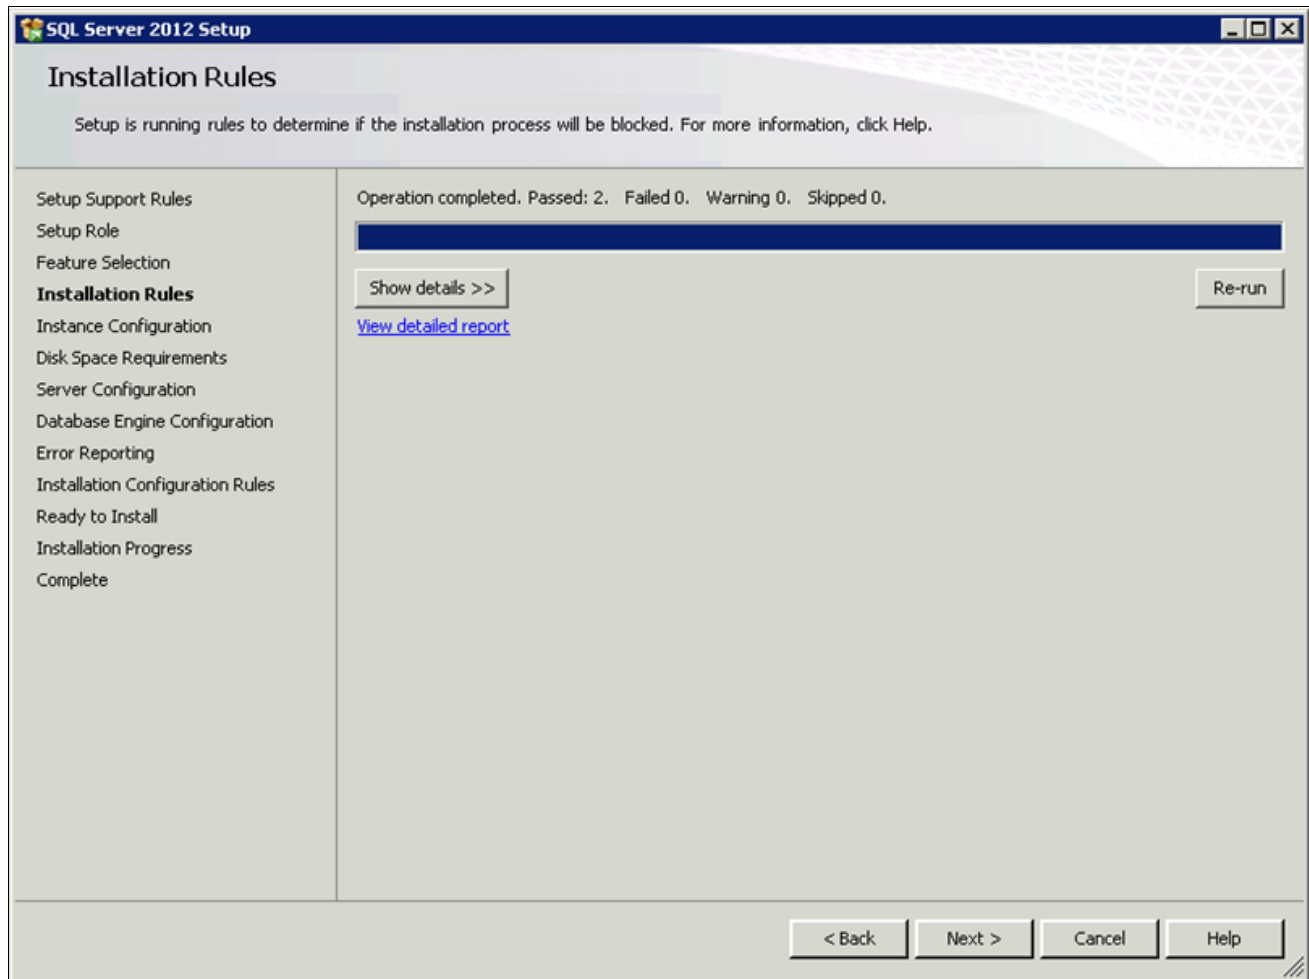 SQL Server 2012 Setup
Installation Rules
Setup is running rules to determine if the installation process will be blocked. For more information, click Help.
Setup Support Rules
Setup Role
Feature Selection
Installation Rules
Instance Configuration
Disk Space Requirements
Server Configuration
Database Engine Configuration
Error Reporting
Installation Configuration Rules
Ready to Install
Installation Progress
Complete
Operation completed. Passed: 2. Failed 0. Warning 0. Skipped 0.
Show details >>
Re-run
View detailed report
< Back
Next >
Cancel
Help